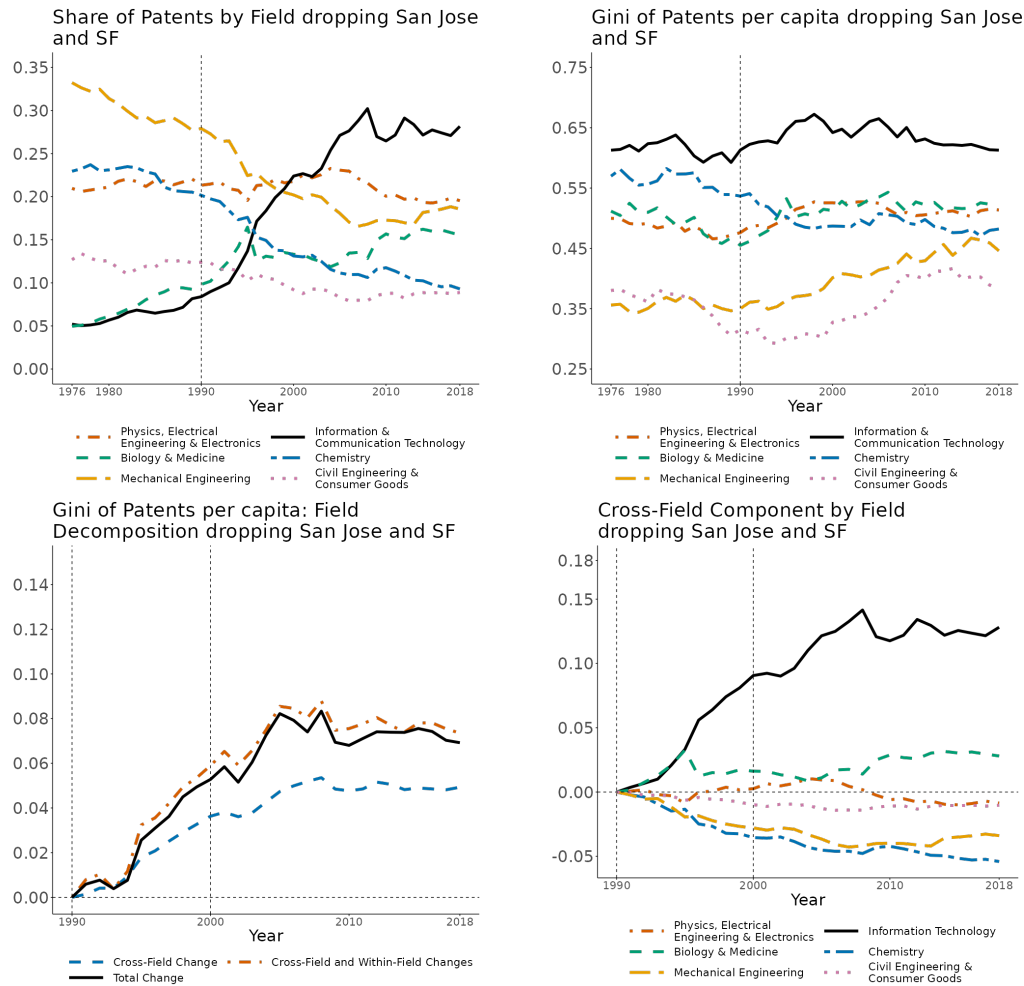 Share of Patents by Field dropping San Jose
and SF
0.35
0.30
0.25
0.20
0.15
0.10
0.05
0.00
1976 1980 1990 2000 2010 2018
Year
Physics, Electrical
Engineering & Electronics
Information &
Communication Technology
Biology & Medicine
Chemistry
Mechanical Engineering
Civil Engineering &
Consumer Goods
Gini of Patents per capita dropping San Jose
and SF
0.75
0.65
0.55
0.45
0.35
0.25
1976 1980 1990 2000 2010 2018
Year
Physics, Electrical
Engineering & Electronics
Information &
Communication Technology
Biology & Medicine
Chemistry
Mechanical Engineering
Civil Engineering &
Consumer Goods
Gini of Patents per capita: Field
Decomposition dropping San Jose and SF
0.14
0.12
0.10
0.08
0.06
0.04
0.02
0.00
1990 2000 2010 2018
Year
Cross-Field Change
Cross-Field and Within-Field Changes
Total Change
Cross-Field Component by Field
dropping San Jose and SF
0.18
0.15
0.10
0.05
0.00
-0.05
1990 2000 2010 2018
Year
Physics, Electrical
Engineering & Electronics
Information Technology
Biology & Medicine
Chemistry
Mechanical Engineering
Civil Engineering &
Consumer Goods